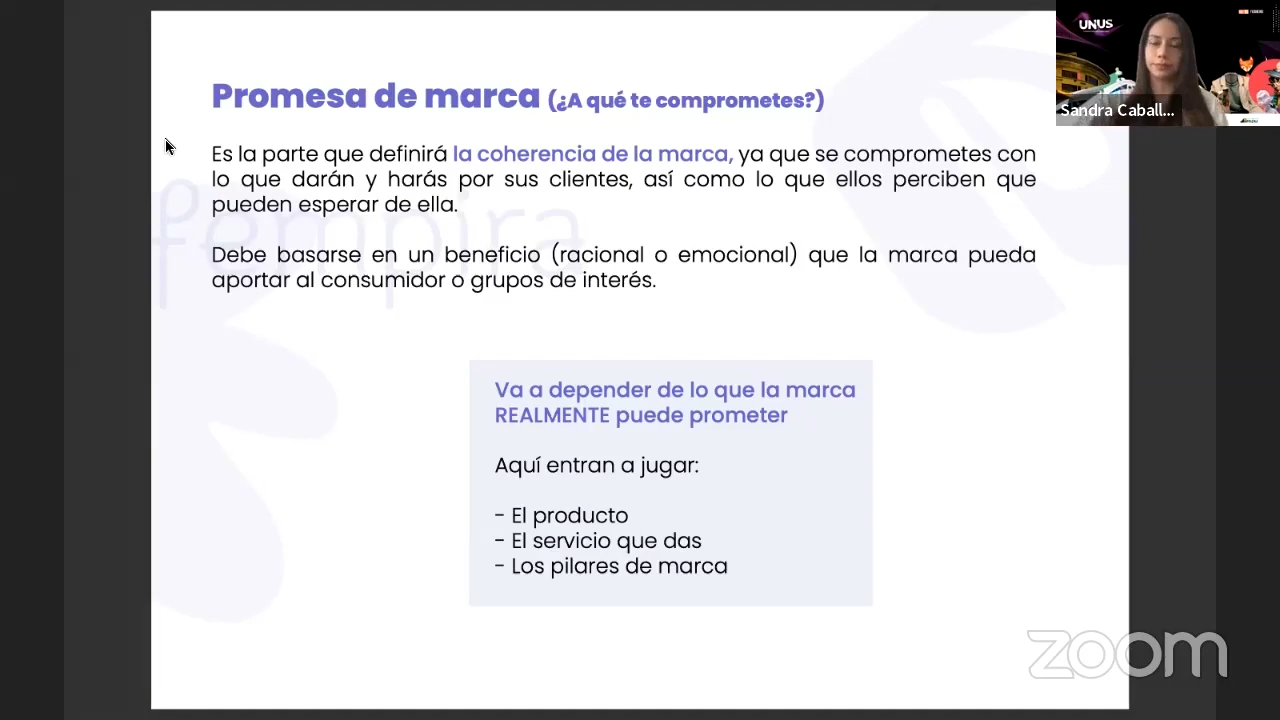 UNUS
Sandra Caball...
Promesa de marca (¿A qué te comprometes?)
Es la parte que definirá la coherencia de la marca, ya que se comprometes con
lo que darán y harás por sus clientes, así como lo que ellos perciben que
pueden esperar de ella.
fempira
Debe basarse en un beneficio (racional o emocional) que la marca pueda
aportar al consumidor o grupos de interés.
Va a depender de lo que la marca
REALMENTE puede prometer
Aquí entran a jugar:
- El producto
- El servicio que das
- Los pilares de marca
zoom